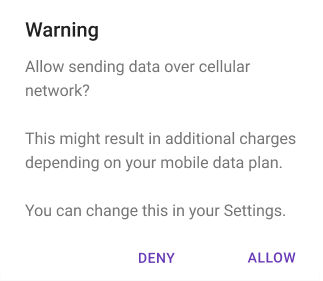 Warning
Allow sending data over cellular
network?
This might result in additional charges
depending on your mobile data plan.
You can change this in your Settings.
DENY
ALLOW